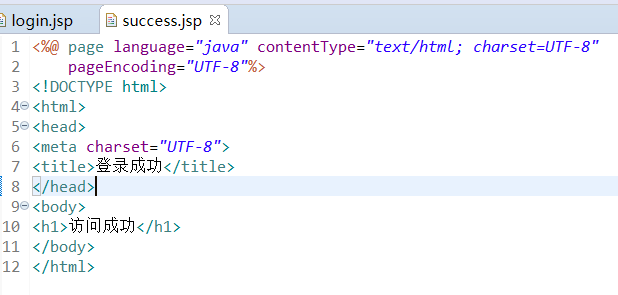 login.jsp success.jsp
1 <%@ page language="java" contentType="text/html; charset=UTF-8"
2     pageEncoding="UTF-8"%>
3 <!DOCTYPE html>
4 <html>
5 <head>
6 <meta charset="UTF-8">
7 <title>登录成功</title>
8 </head>
9 <body>
10 <h1>访问成功</h1>
11 </body>
12 </html>